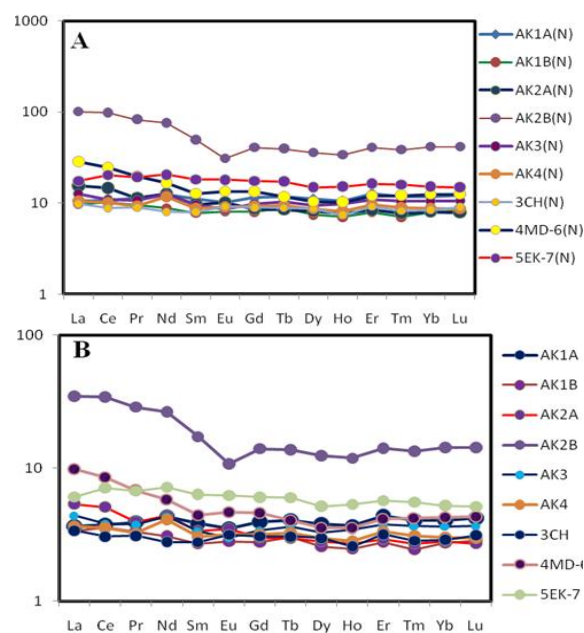 1000
100
10
1
A
La Ce Pr Nd Sm Eu Gd Tb Dy Ho Er Tm Yb Lu
AK1A(N)
AK1B(N)
AK2A(N)
AK2B(N)
AK3(N)
AK4(N)
3CH(N)
4MD-6(N)
5EK-7(N)
100
10
1
B
La Ce Pr Nd Sm Eu Gd Tb Dy Ho Er Tm Yb Lu
AK1A
AK1B
AK2A
AK2B
AK3
AK4
3CH
4MD-6
5EK-7